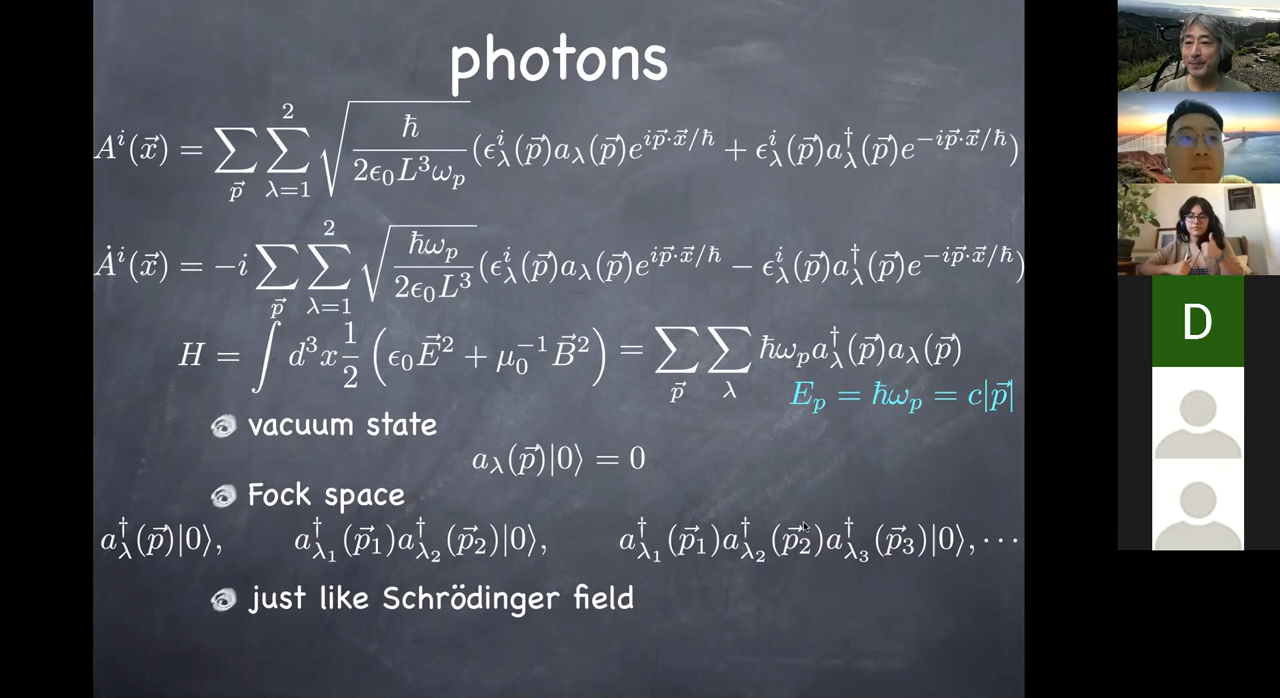 photons
$A^i(\vec{x}) = \sum_{\vec{p}} \sum_{\lambda=1}^{2} \sqrt{\frac{\hbar}{2\epsilon_0 L^3 \omega_p}} (\epsilon^i_\lambda(\vec{p}) a_\lambda(\vec{p}) e^{i\vec{p}\cdot\vec{x}/\hbar} + \epsilon^i_\lambda(\vec{p}) a^\dagger_\lambda(\vec{p}) e^{-i\vec{p}\cdot\vec{x}/\hbar})$
$\dot{A}^i(\vec{x}) = -i \sum_{\vec{p}} \sum_{\lambda=1}^{2} \sqrt{\frac{\hbar\omega_p}{2\epsilon_0 L^3}} (\epsilon^i_\lambda(\vec{p}) a_\lambda(\vec{p}) e^{i\vec{p}\cdot\vec{x}/\hbar} - \epsilon^i_\lambda(\vec{p}) a^\dagger_\lambda(\vec{p}) e^{-i\vec{p}\cdot\vec{x}/\hbar})$
$H = \int d^3x \frac{1}{2} \left( \epsilon_0 \vec{E}^2 + \mu_0^{-1} \vec{B}^2 \right) = \sum_{\vec{p}} \sum_{\lambda} \hbar\omega_p a^\dagger_\lambda(\vec{p}) a_\lambda(\vec{p})$
$E_p = \hbar\omega_p = c|\vec{p}|$
vacuum state
$a_\lambda(\vec{p})|0\rangle = 0$
Fock space
$a^\dagger_\lambda(\vec{p})|0\rangle, \quad a^\dagger_{\lambda_1}(\vec{p}_1) a^\dagger_{\lambda_2}(\vec{p}_2)|0\rangle, \quad a^\dagger_{\lambda_1}(\vec{p}_1) a^\dagger_{\lambda_2}(\vec{p}_2) a^\dagger_{\lambda_3}(\vec{p}_3)|0\rangle, \cdots$
just like Schrödinger field
D